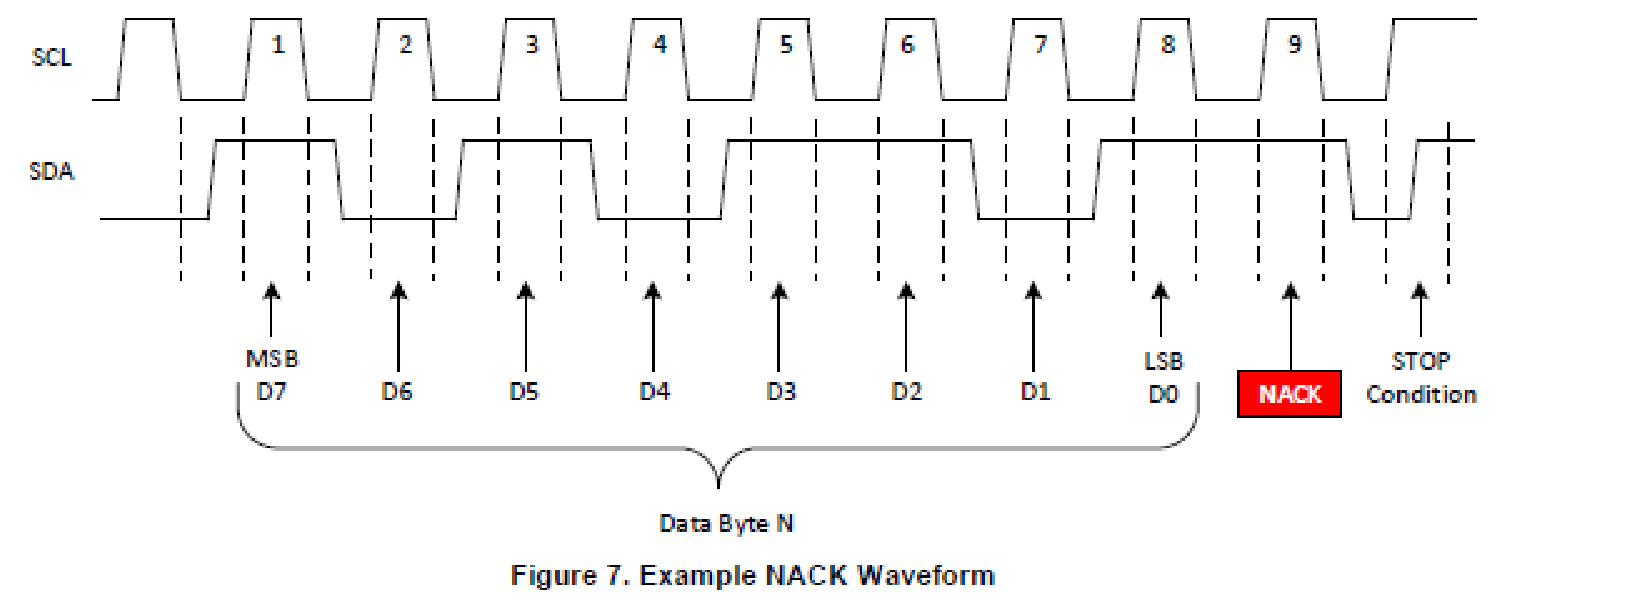 SCL 1 2 3 4 5 6 7 8 9
SDA
MSB LSB STOP
D7 D6 D5 D4 D3 D2 D1 D0 NACK Condition
Data Byte N
Figure 7. Example NACK Waveform